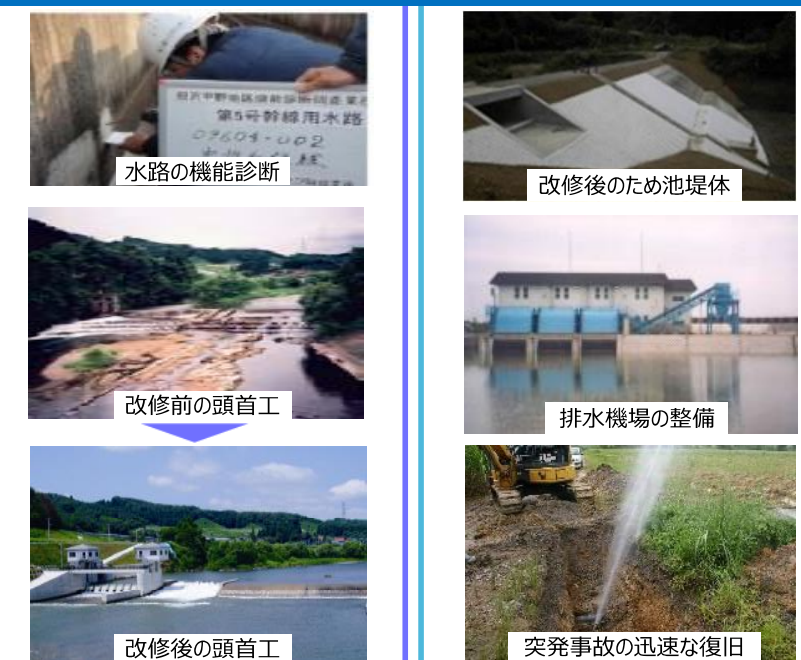 第5号幹線用水路
09604-002
水路の機能診断
改修前の頭首工
改修後の頭首工
改修後のため池堤体
排水機場の整備
突発事故の迅速な復旧